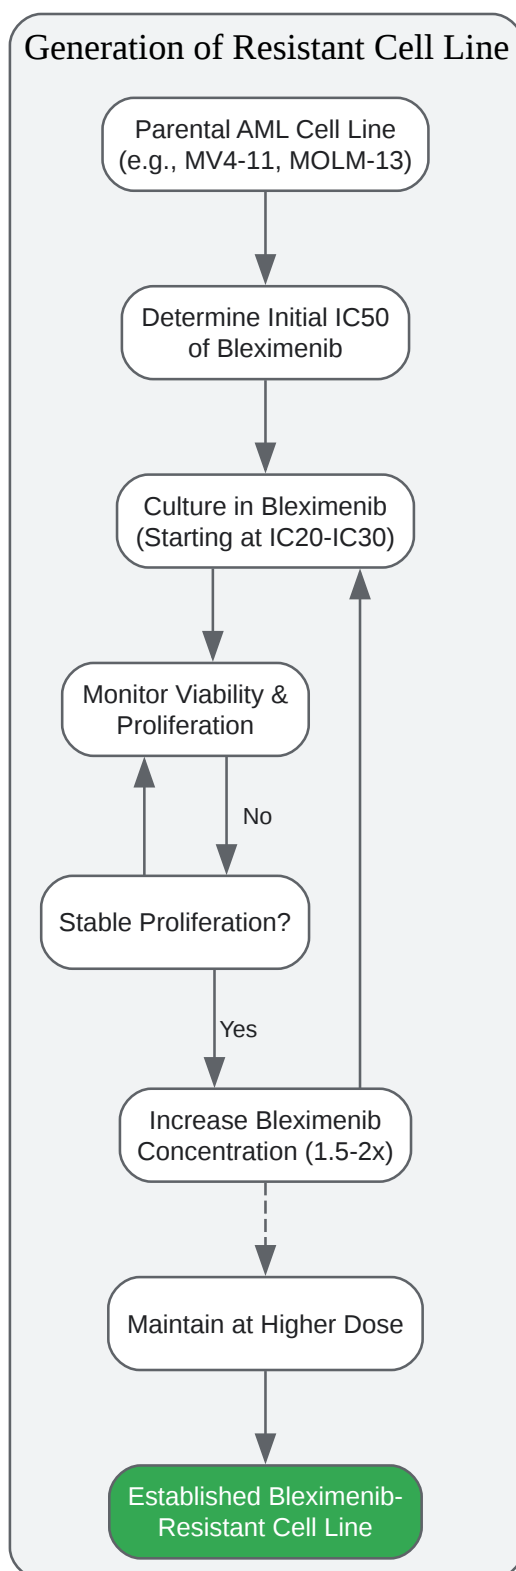 Generation of Resistant Cell Line
Parental AML Cell Line
(e.g., MV4-11, MOLM-13)
Determine Initial IC50
of Bleximenib
Culture in Bleximenib
(Starting at IC20-IC30)
Monitor Viability &
Proliferation
No
Stable Proliferation?
Yes
Increase Bleximenib
Concentration (1.5-2x)
Maintain at Higher Dose
Established Bleximenib-
Resistant Cell Line